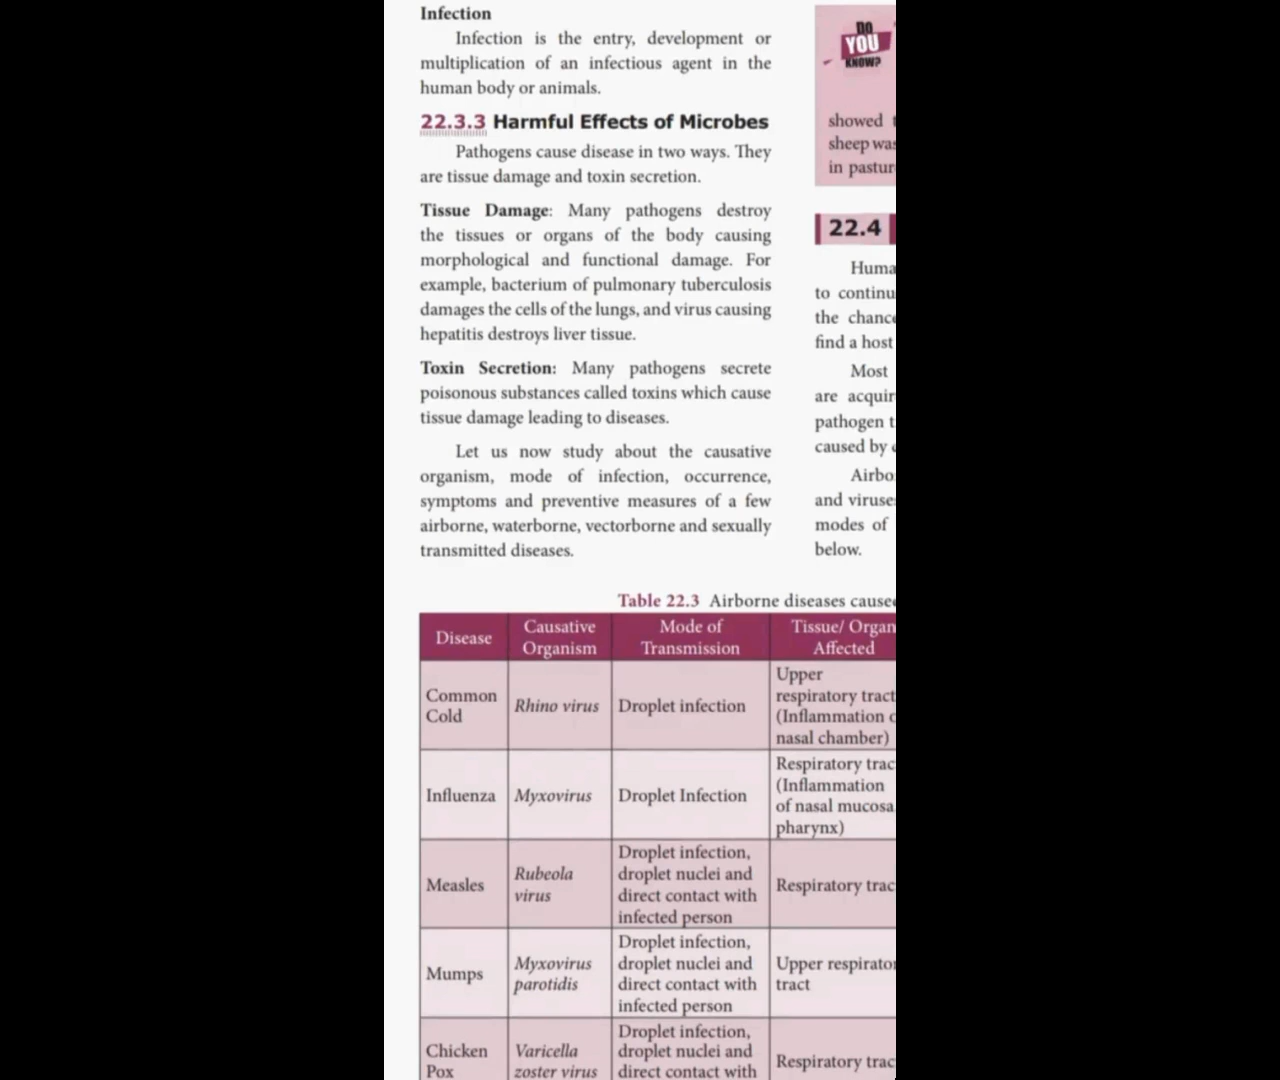 Infection
Infection is the entry, development or
multiplication of an infectious agent in the
human body or animals.
22.3.3 Harmful Effects of Microbes
Pathogens cause disease in two ways. They
are tissue damage and toxin secretion.
Tissue Damage: Many pathogens destroy
the tissues or organs of the body causing
morphological and functional damage. For
example, bacterium of pulmonary tuberculosis
damages the cells of the lungs, and virus causing
hepatitis destroys liver tissue.
Toxin Secretion: Many pathogens secrete
poisonous substances called toxins which cause
tissue damage leading to diseases.
Let us now study about the causative
organism, mode of infection, occurrence,
symptoms and preventive measures of a few
airborne, waterborne, vectorborne and sexually
transmitted diseases.
DO
YOU
KNOW?
showed
sheep was
in pastur
22.4
Huma
to continu
the chance
find a host
Most
are acquir
pathogen t
caused by
Airbo
and viruse
modes of
below.
Table 22.3 Airborne diseases cause
Disease
Causative
Organism
Mode of
Transmission
Tissue/ Organ
Affected
Common
Cold
Rhino virus
Droplet infection
Upper
respiratory tract
(Inflammation
nasal chamber)
Influenza
Myxovirus
Droplet Infection
Respiratory trac
(Inflammation
of nasal mucosa
pharynx)
Measles
Rubeola
virus
Droplet infection,
droplet nuclei and
direct contact with
infected person
Respiratory trac
Mumps
Myxovirus
parotidis
Droplet infection,
droplet nuclei and
direct contact with
infected person
Upper respirator
tract
Chicken
Pox
Varicella
zoster virus
Droplet infection,
droplet nuclei and
direct contact with
Respiratory trac